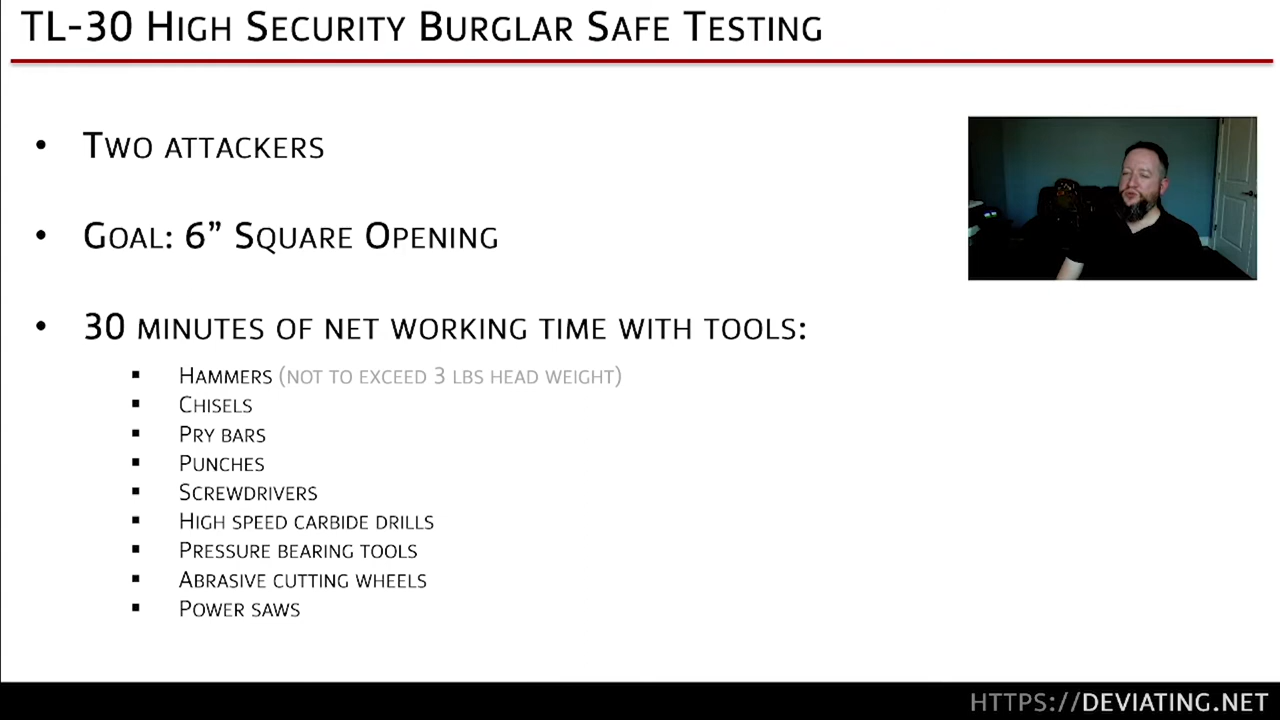 TL-30 High Security Burglar Safe Testing
• Two attackers
• Goal: 6” Square Opening
• 30 minutes of net working time with tools:
▪ Hammers (not to exceed 3 lbs head weight)
▪ Chisels
▪ Pry bars
▪ Punches
▪ Screwdrivers
▪ High speed carbide drills
▪ Pressure bearing tools
▪ Abrasive cutting wheels
▪ Power saws
https://deviating.net